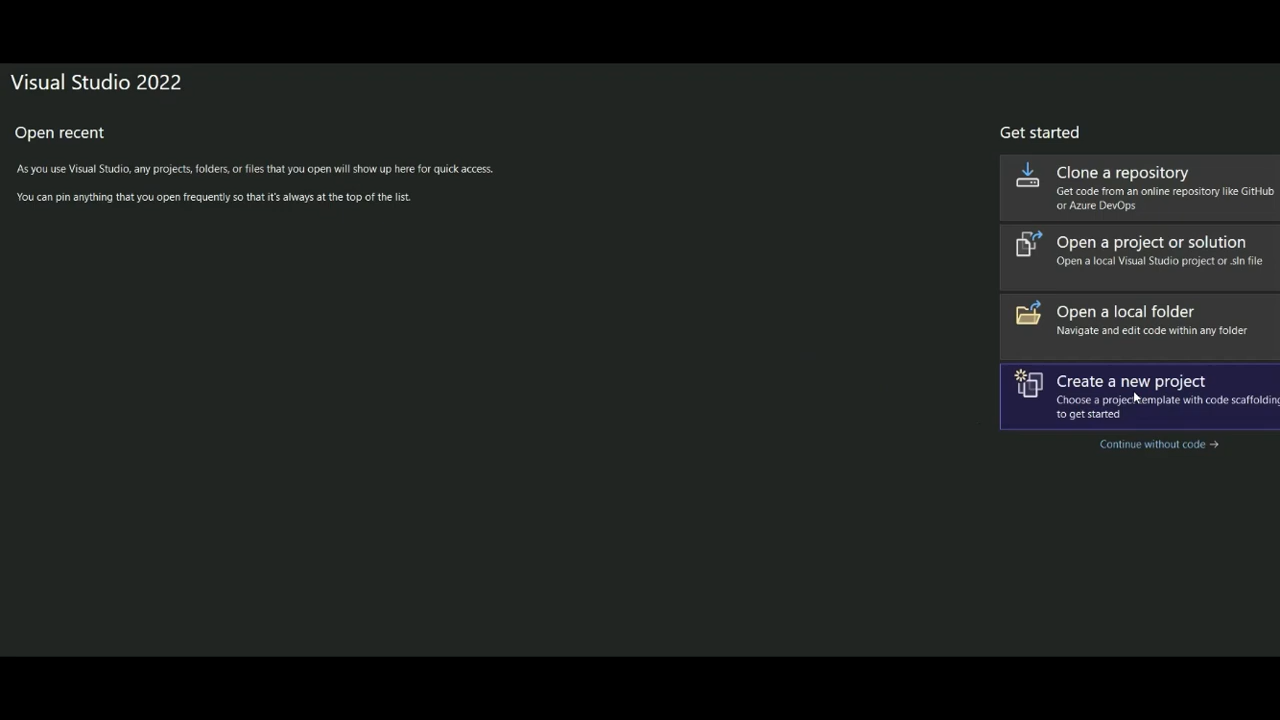 Visual Studio 2022
Open recent
As you use Visual Studio, any projects, folders, or files that you open will show up here for quick access.
You can pin anything that you open frequently so that it's always at the top of the list.
Get started
Clone a repository
Get code from an online repository like GitHub
or Azure DevOps
Open a project or solution
Open a local Visual Studio project or .sln file
Open a local folder
Navigate and edit code within any folder
Create a new project
Choose a project template with code scaffolding
to get started
Continue without code →